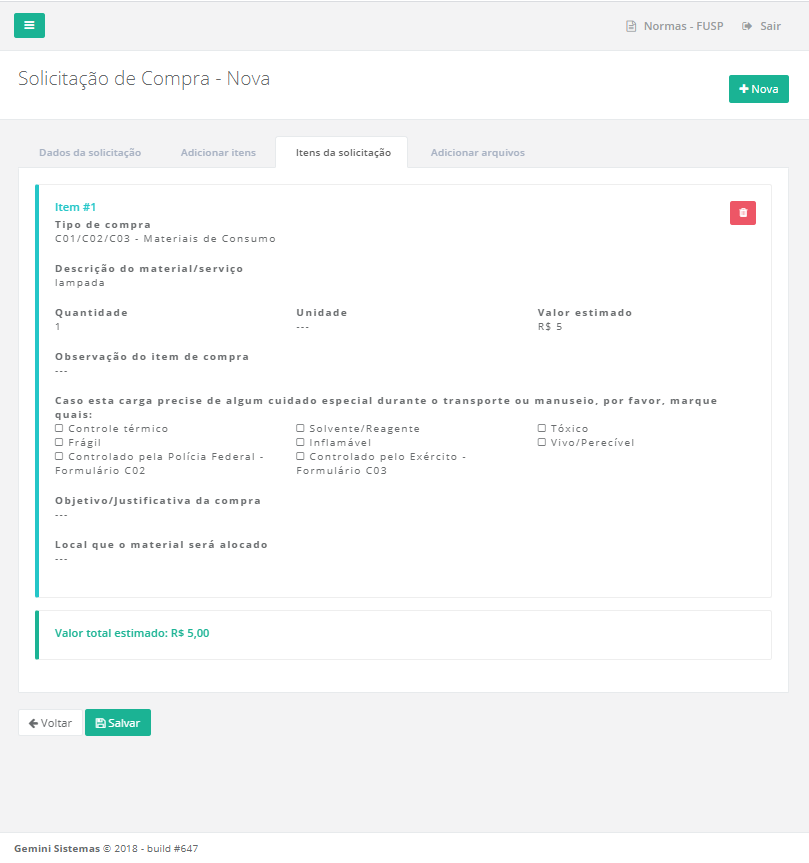 Normas - FUSP Sair
Solicitação de Compra - Nova
Nova
Dados da solicitação Adicionar itens Itens da solicitação Adicionar arquivos
Item #1
Tipo de compra
C01/C02/C03 - Materiais de Consumo
Descrição do material/serviço
lampada
Quantidade Unidade Valor estimado
1 --- R$ 5
Observação do item de compra
---
Caso esta carga precise de algum cuidado especial durante o transporte ou manuseio, por favor, marque
quais:
Controle térmico Solvente/Reagente Tóxico
Frágil Inflamável Vivo/Perecível
Controlado pela Polícia Federal - Controlado pelo Exército -
Formulário C02 Formulário C03
Objetivo/Justificativa da compra
---
Local que o material será alocado
---
Valor total estimado: R$ 5,00
Voltar Salvar
Gemini Sistemas © 2018 - build #647